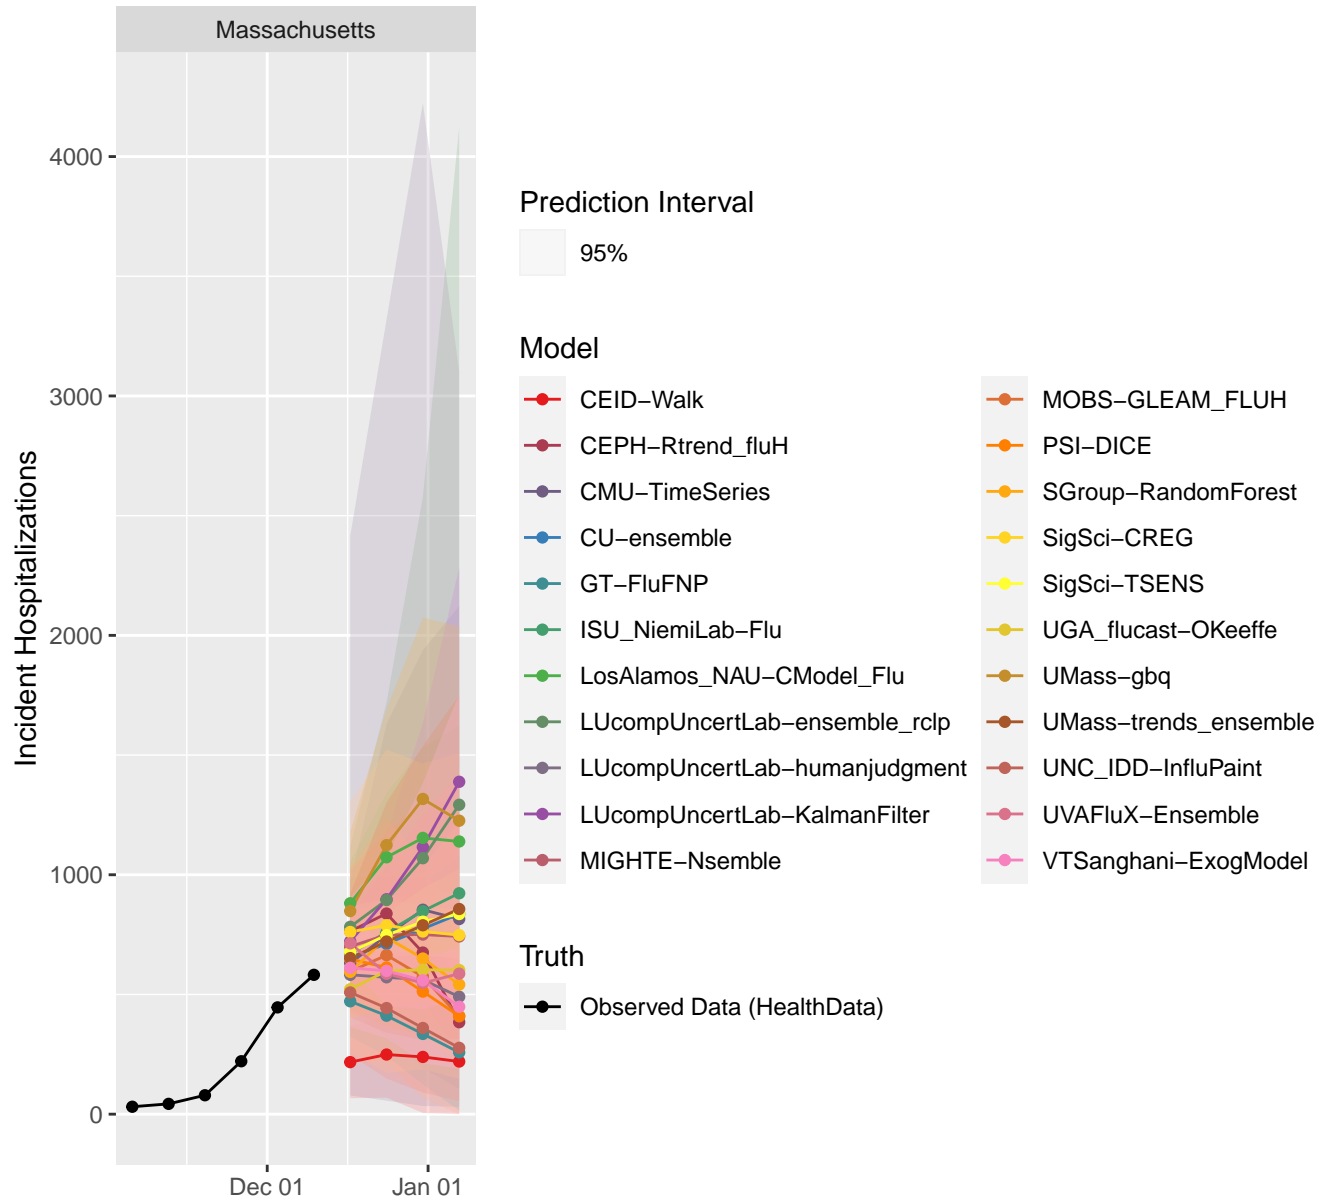 Massachusetts
Incident Hospitalizations
4000
3000
2000
1000
0
Dec 01
Jan 01
Prediction Interval
95%
Model
CEID−Walk
CEPH−Rtrend_fluH
CMU−TimeSeries
CU−ensemble
GT−FluFNP
ISU_NiemiLab−Flu
LosAlamos_NAU−CModel_Flu
LUcompUncertLab−ensemble_rclp
LUcompUncertLab−humanjudgment
LUcompUncertLab−KalmanFilter
MIGHTE−Nsemble
MOBS−GLEAM_FLUH
PSI−DICE
SGroup−RandomForest
SigSci−CREG
SigSci−TSENS
UGA_flucast−OKeeffe
UMass−gbq
UMass−trends_ensemble
UNC_IDD−InfluPaint
UVAFluX−Ensemble
VTSanghani−ExogModel
Truth
Observed Data (HealthData)